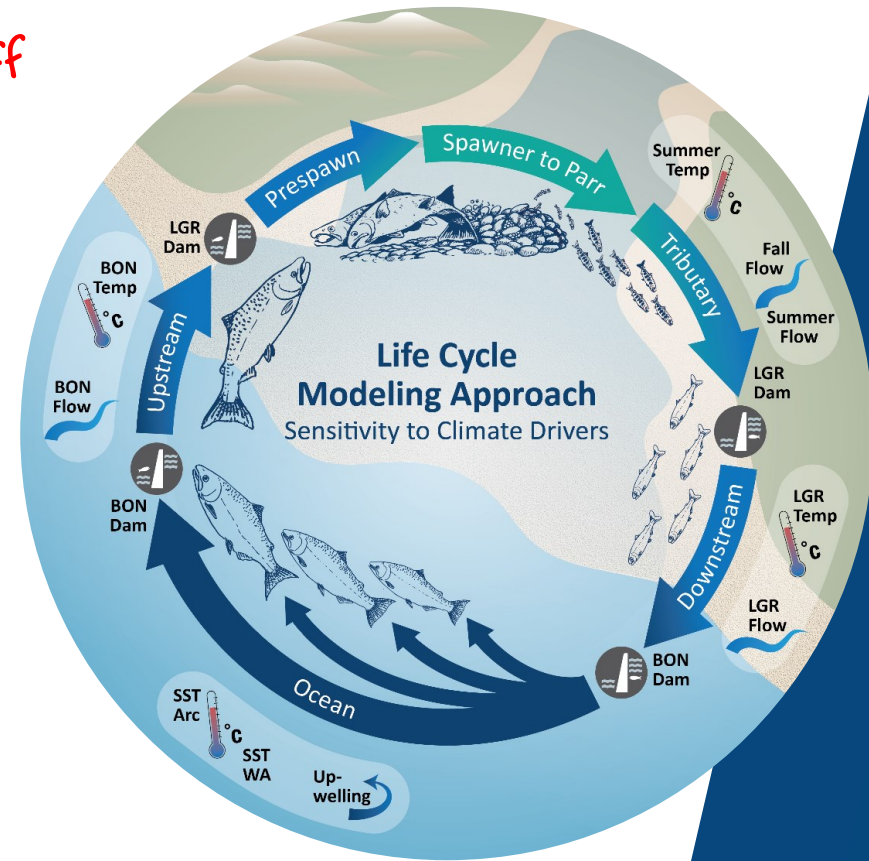 ff
Prespawn
Spawner to Parr
Summer
Temp
°C
Tributary
Fall
Flow
Summer
Flow
LGR
Dam
LGR
Dam
BON
Temp
°C
Upstream
BON
Flow
Life Cycle
Modeling Approach
Sensitivity to Climate Drivers
BON
Dam
Downstream
LGR
Temp
°C
LGR
Flow
BON
Dam
Ocean
SST
Arc
°C
SST
WA
Up-
welling